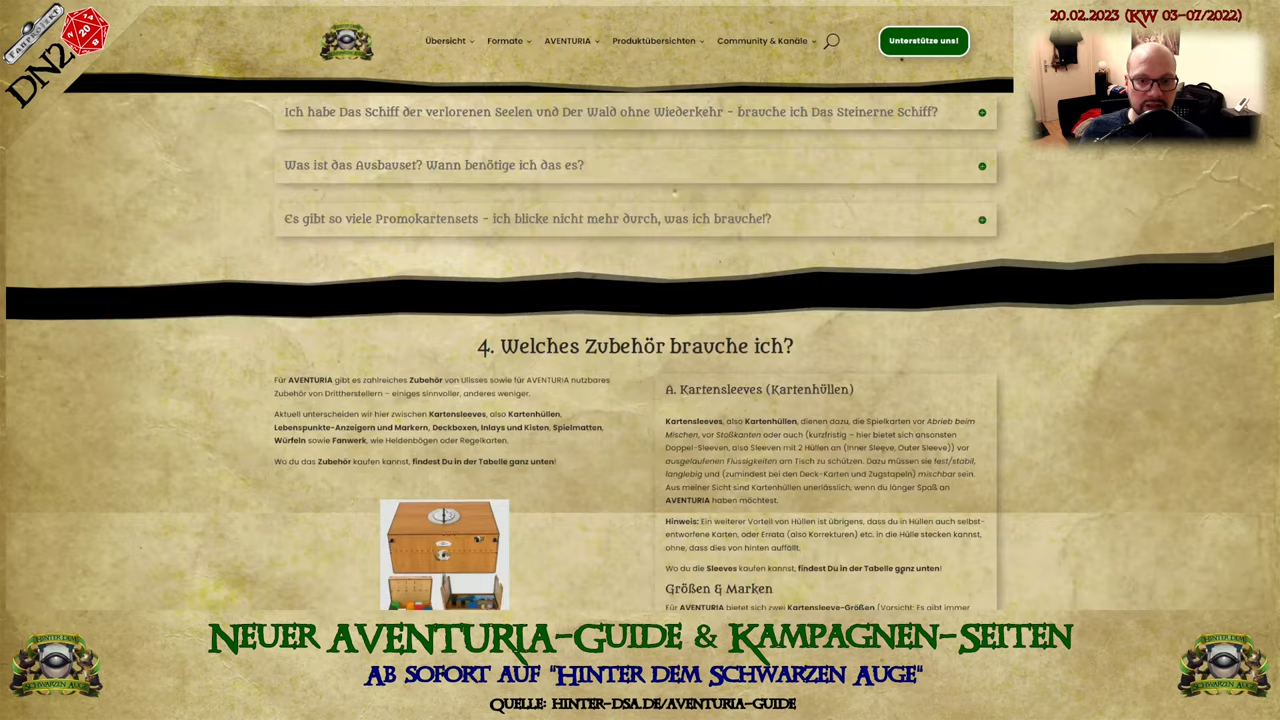 FANPROJEKT
DN2
14
20
20.02.2023 (KW 03-07/2022)
Übersicht
Formate
AVENTURIA
Produktübersichten
Community & Kanäle
Unterstütze uns!
Ich habe Das Schiff der verlorenen Seelen und Der Wald ohne Wiederkehr - brauche ich Das Steinerne Schiff?
Was ist das Ausbauset? Wann benötige ich das es?
Es gibt so viele Promokartensets - ich blicke nicht mehr durch, was ich brauche!?
4. Welches Zubehör brauche ich?
Für AVENTURIA gibt es zahlreiches Zubehör von Ulisses sowie für AVENTURIA nutzbares
Zubehör von Drittherstellern – einiges sinnvoller, anderes weniger.
Aktuell unterscheiden wir hier zwischen Kartensleeves, also Kartenhüllen,
Lebenspunkte-Anzeigern und Markern, Deckboxen, Inlays und Kisten, Spielmatten,
Würfeln sowie Fanwerk, wie Heldenbögen oder Regelkarten.
Wo du das Zubehör kaufen kannst, findest Du in der Tabelle ganz unten!
A. Kartensleeves (Kartenhüllen)
Kartensleeves, also Kartenhüllen, dienen dazu, die Spielkarten vor Abrieb beim
Mischen, vor Stoßkanten oder auch (kurzfristig – hier bietet sich ansonsten
Doppel-Sleeven, also Sleeven mit 2 Hüllen an (Inner Sleeve, Outer Sleeve)) vor
ausgelaufenen Flüssigkeiten am Tisch zu schützen. Dazu müssen sie fest/stabil,
langlebig und (zumindest bei den Deck-Karten und Zugstapeln) mischbar sein.
Aus meiner Sicht sind Kartenhüllen unerlässlich, wenn du länger Spaß an
AVENTURIA haben möchtest.
Hinweis: Ein weiterer Vorteil von Hüllen ist übrigens, dass du in Hüllen auch selbst-
entworfene Karten, oder Errata (also Korrekturen) etc. in die Hülle stecken kannst,
ohne, dass dies von hinten auffällt.
Wo du die Sleeves kaufen kannst, findest Du in der Tabelle ganz unten!
Größen & Marken
Für AVENTURIA bietet sich zwei Kartensleeve-Größen (Vorsicht: Es gibt immer
NEUER AVENTURIA-GUIDE & KAMPAGNEN-SEITEN
AB SOFORT AUF "HINTER DEM SCHWARZEN AUGE"
QUELLE: HINTER-DSA.DE/AVENTURIA-GUIDE
HINTER DEM
SCHWARZEN AUGE
HINTER DEM
SCHWARZEN AUGE